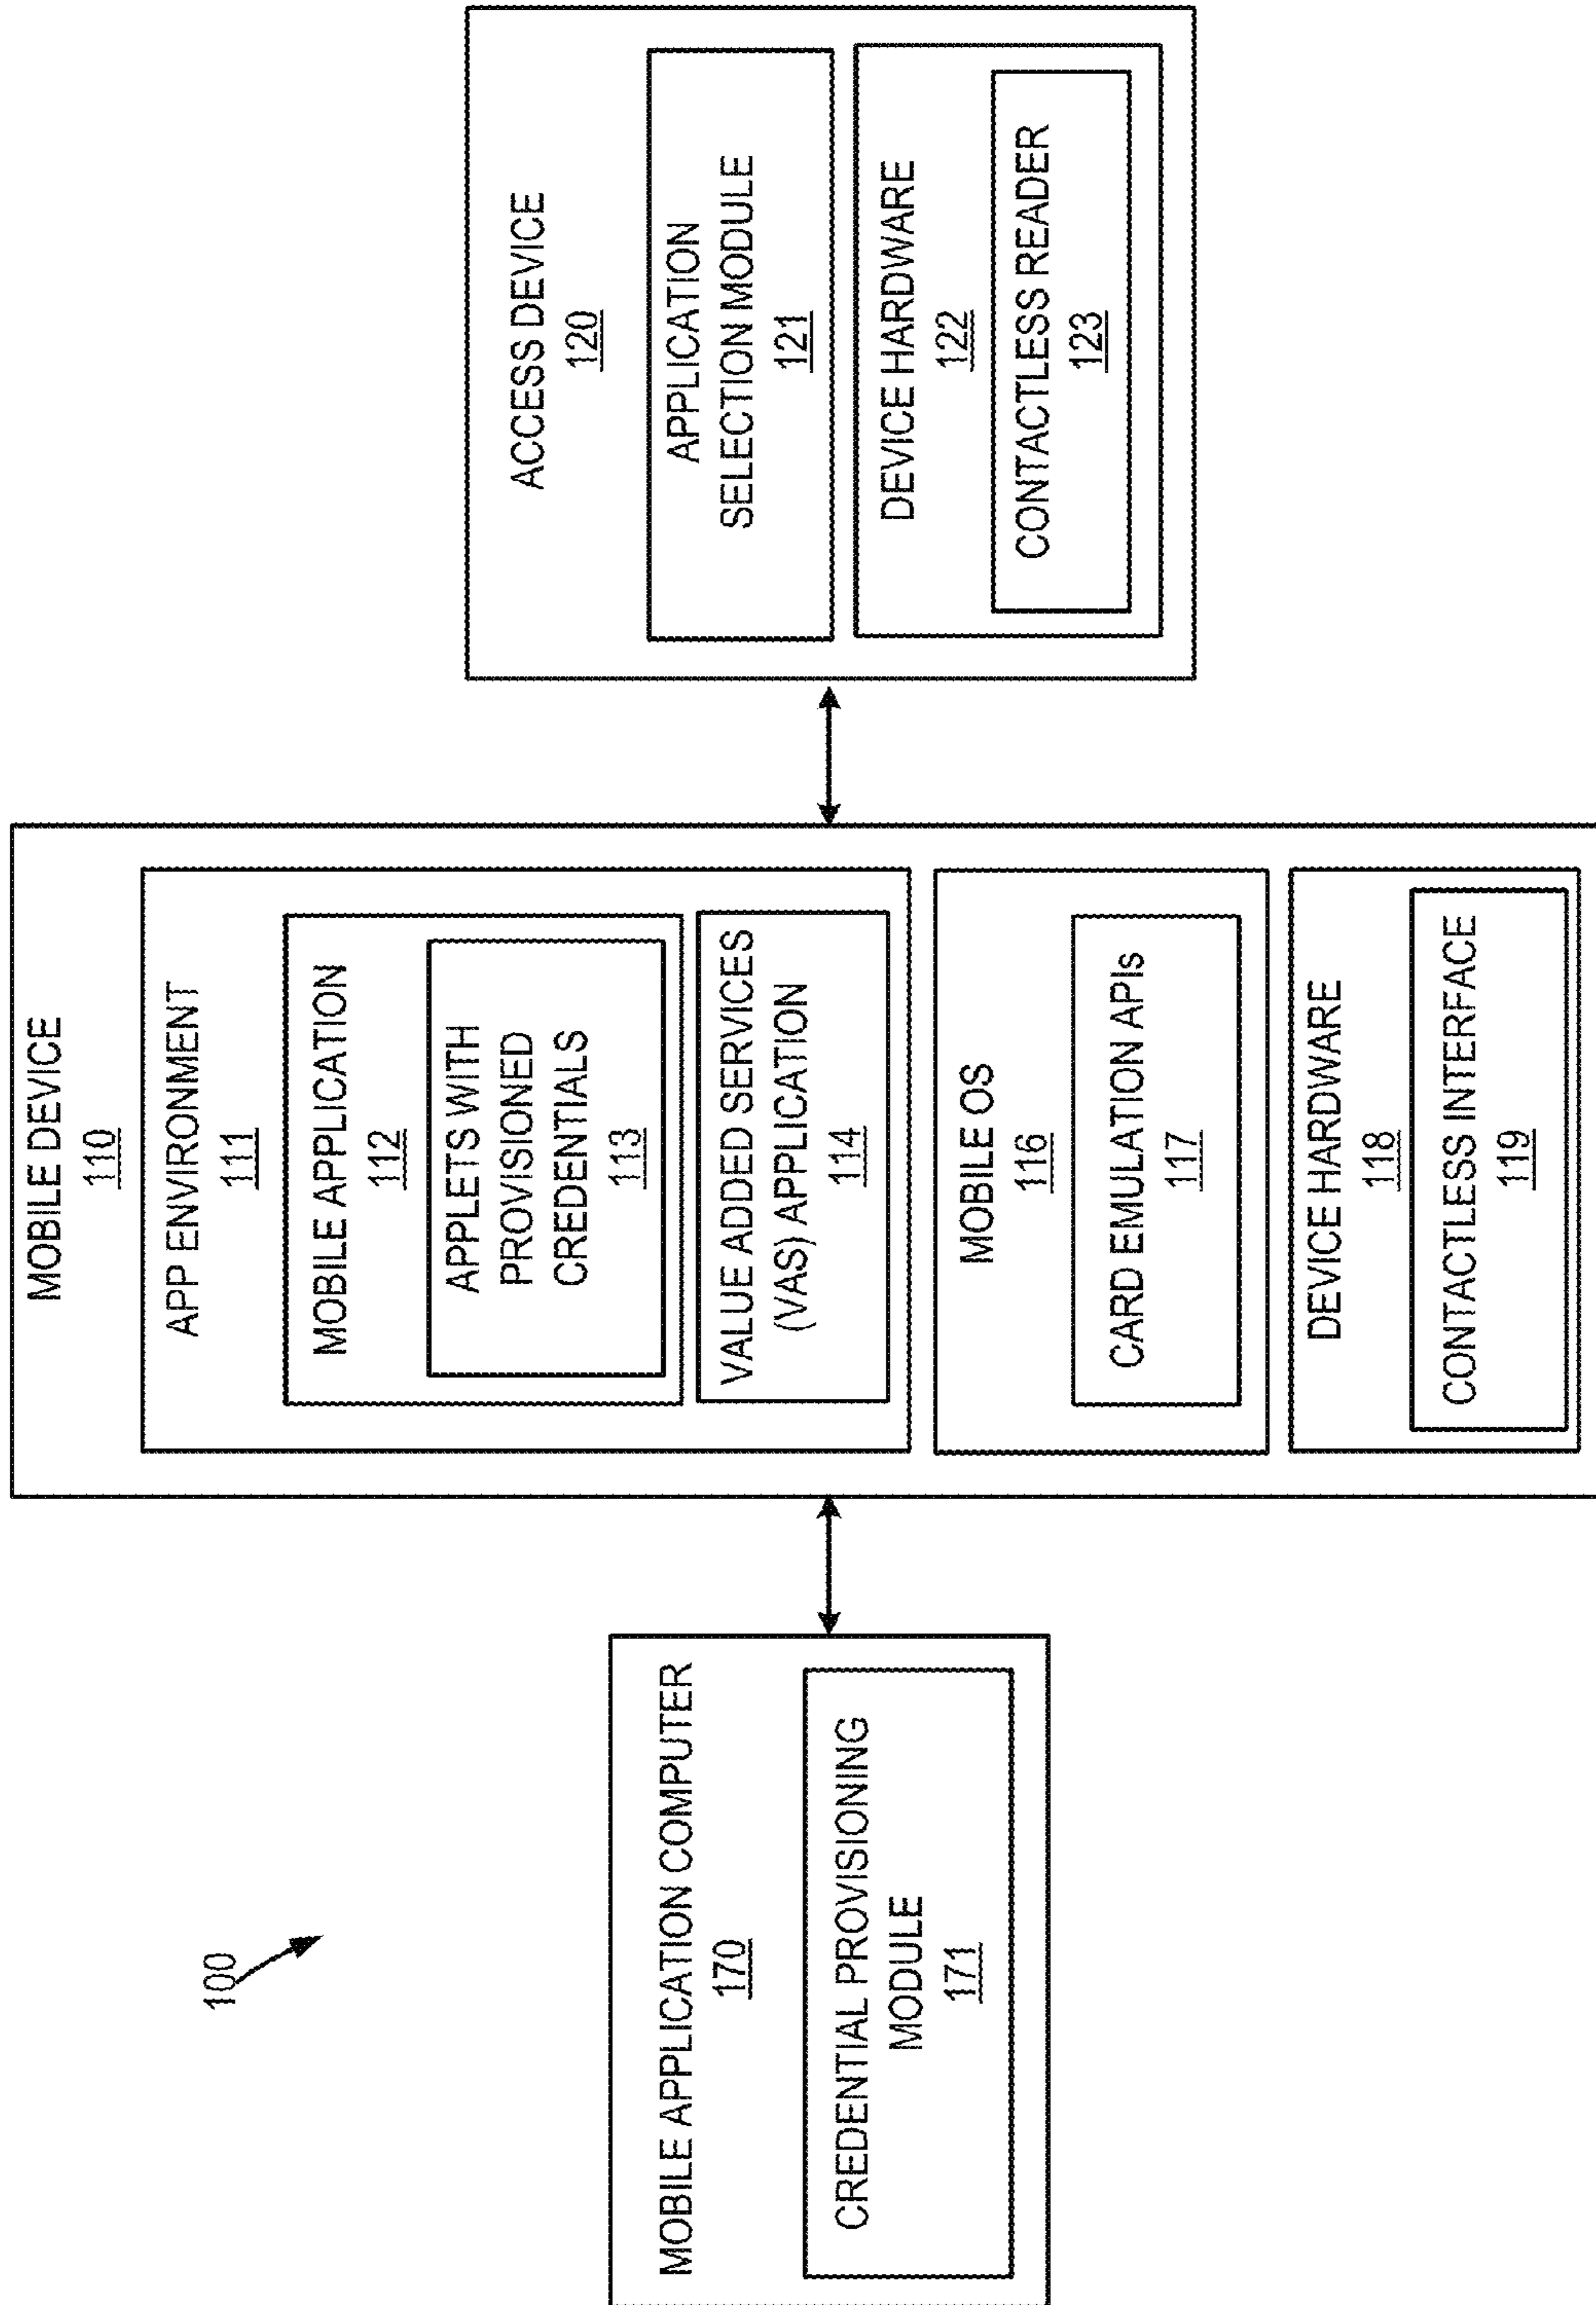 100
MOBILE APPLICATION COMPUTER
170
CREDENTIAL PROVISIONING
MODULE
171
MOBILE DEVICE
110
APP ENVIRONMENT
111
MOBILE APPLICATION
112
APPLETS WITH
PROVISIONED
CREDENTIALS
113
VALUE ADDED SERVICES
(VAS) APPLICATION
114
MOBILE OS
116
CARD EMULATION APIs
117
DEVICE HARDWARE
118
CONTACTLESS INTERFACE
119
ACCESS DEVICE
120
APPLICATION
SELECTION MODULE
121
DEVICE HARDWARE
122
CONTACTLESS READER
123